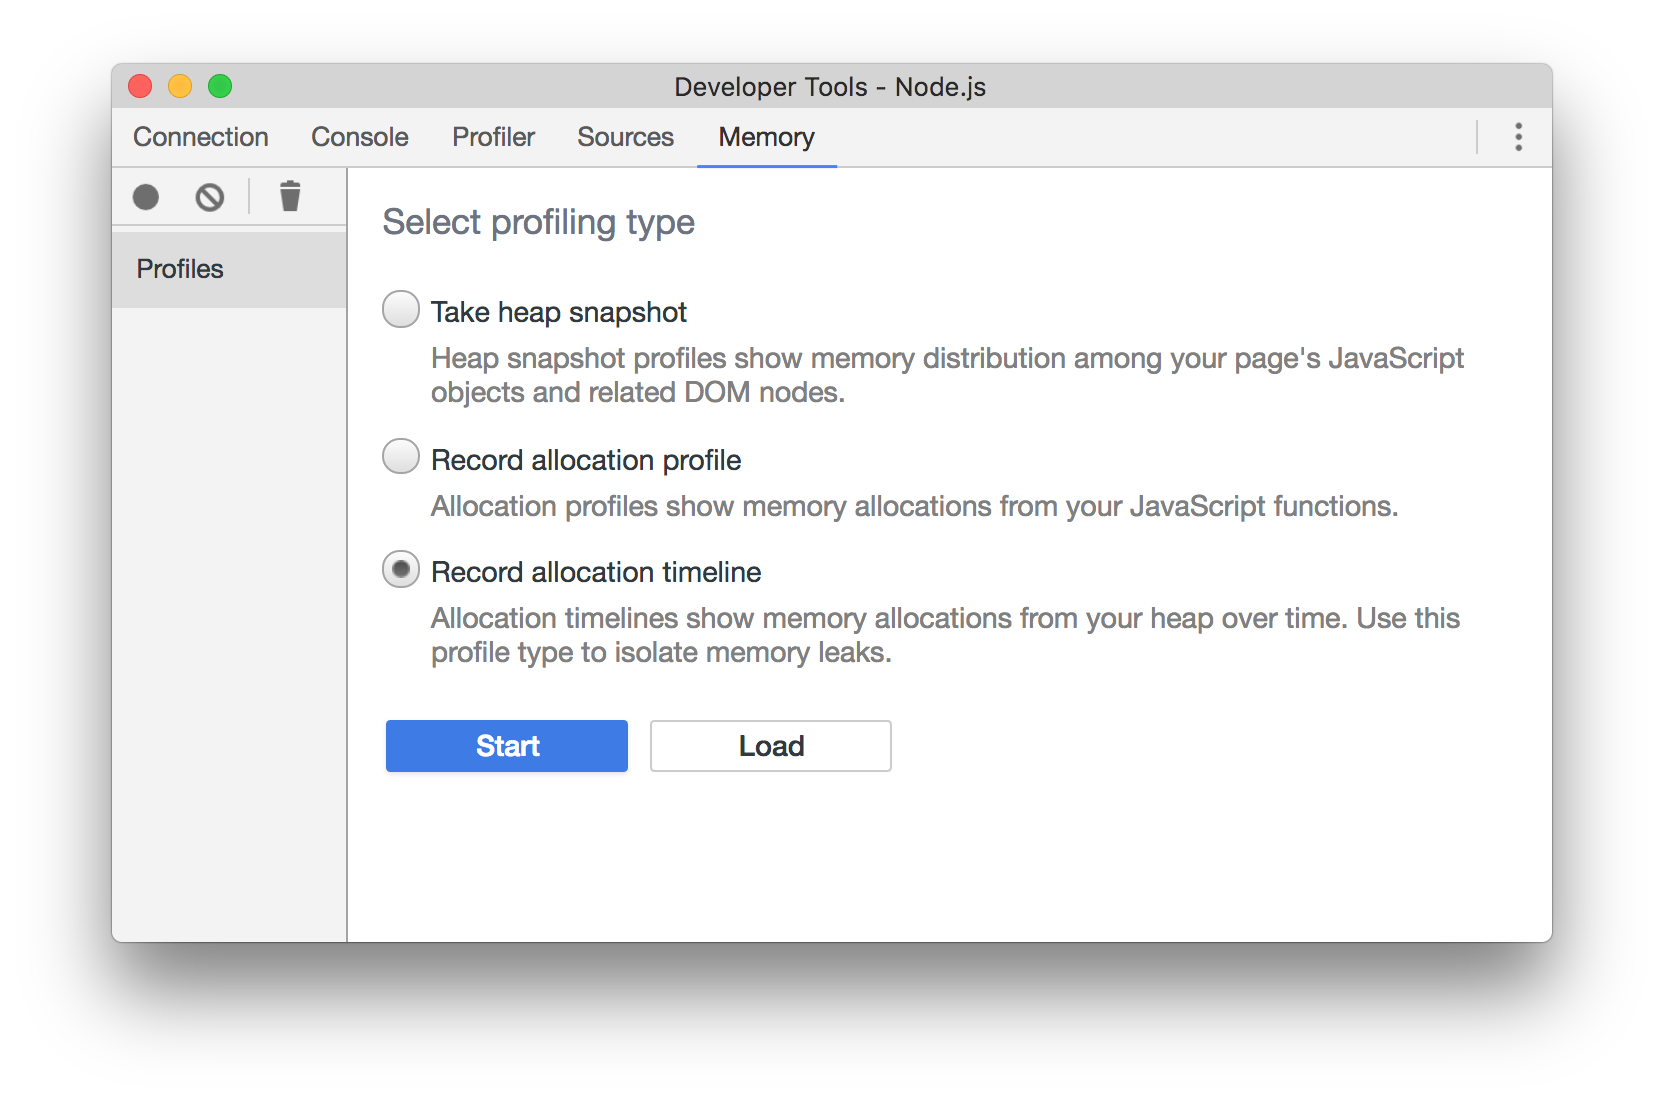 Developer Tools - Node.js
Connection Console Profiler Sources Memory
Profiles
Select profiling type
Take heap snapshot
Heap snapshot profiles show memory distribution among your page's JavaScript
objects and related DOM nodes.
Record allocation profile
Allocation profiles show memory allocations from your JavaScript functions.
Record allocation timeline
Allocation timelines show memory allocations from your heap over time. Use this
profile type to isolate memory leaks.
Start Load